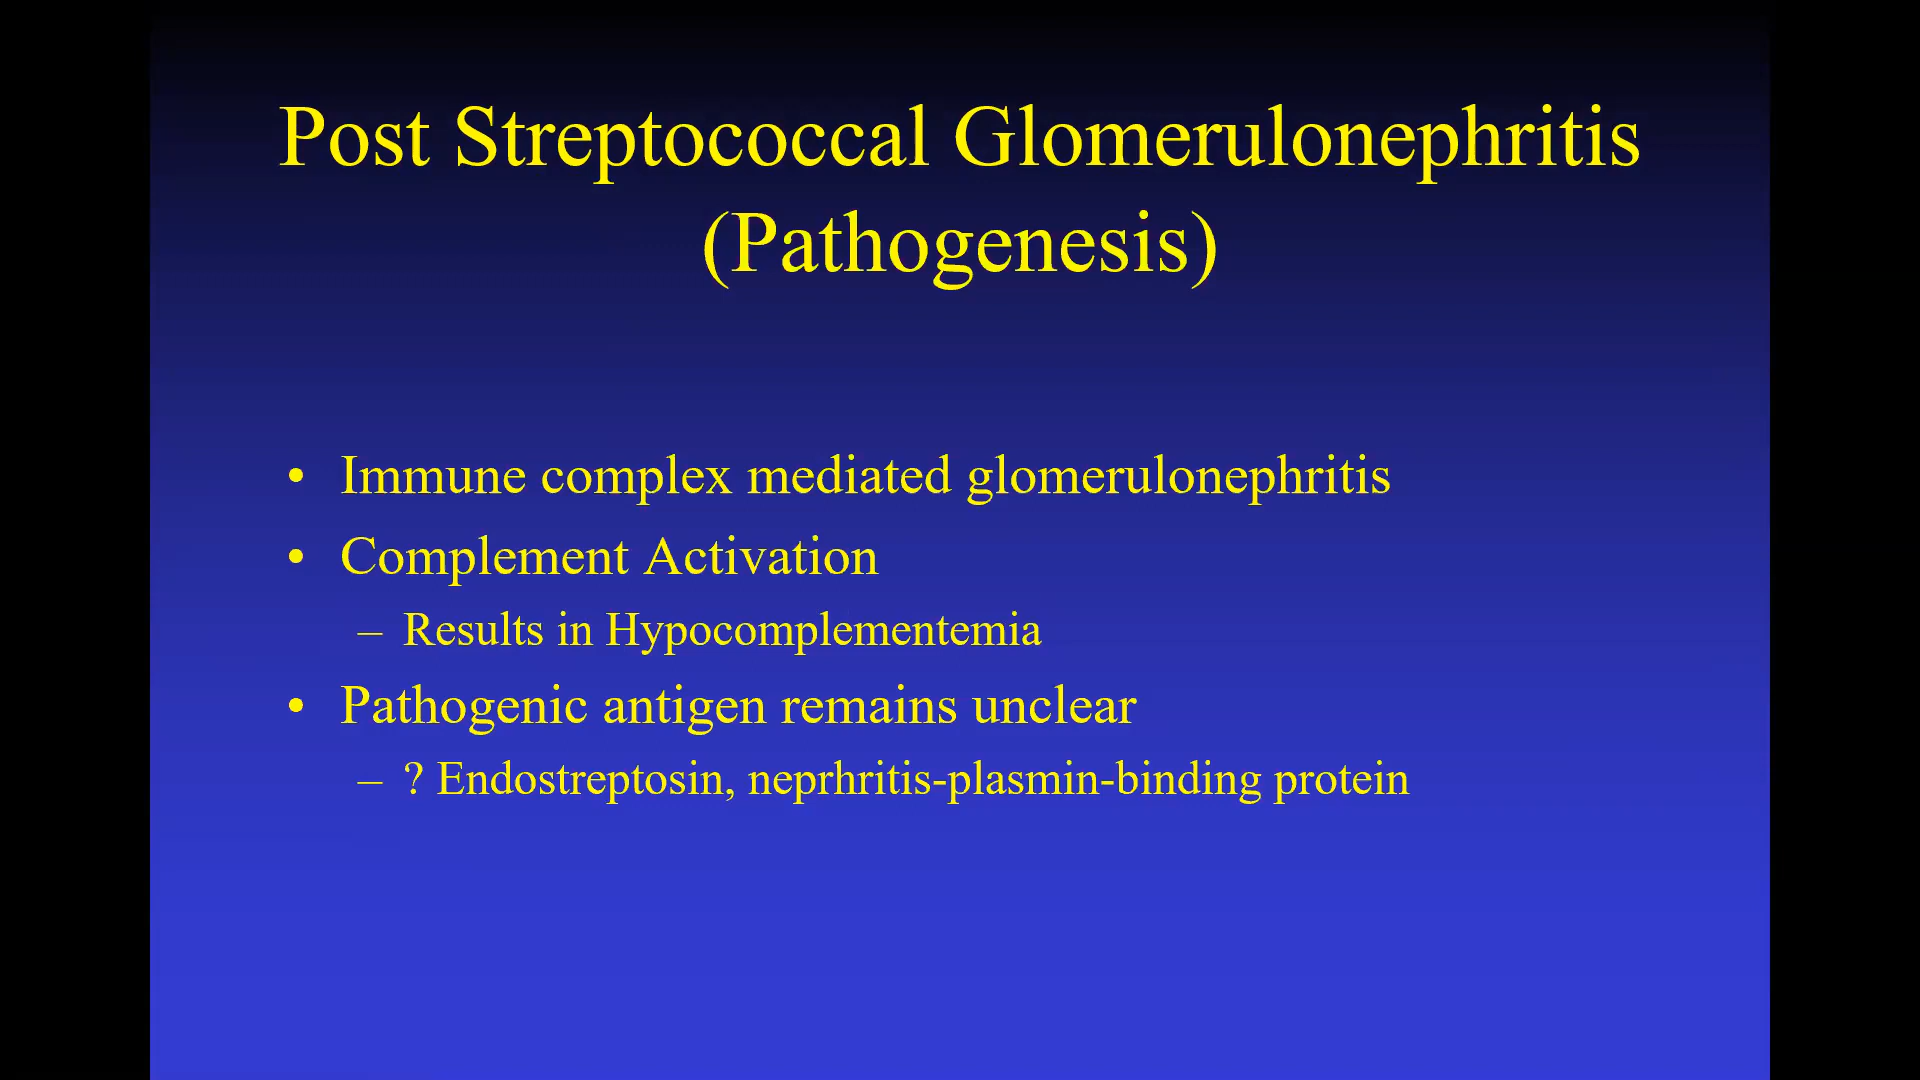 Post Streptococcal Glomerulonephritis
(Pathogenesis)
• Immune complex mediated glomerulonephritis
• Complement Activation
– Results in Hypocomplementemia
• Pathogenic antigen remains unclear
– ? Endostreptosin, neprhritis-plasmin-binding protein